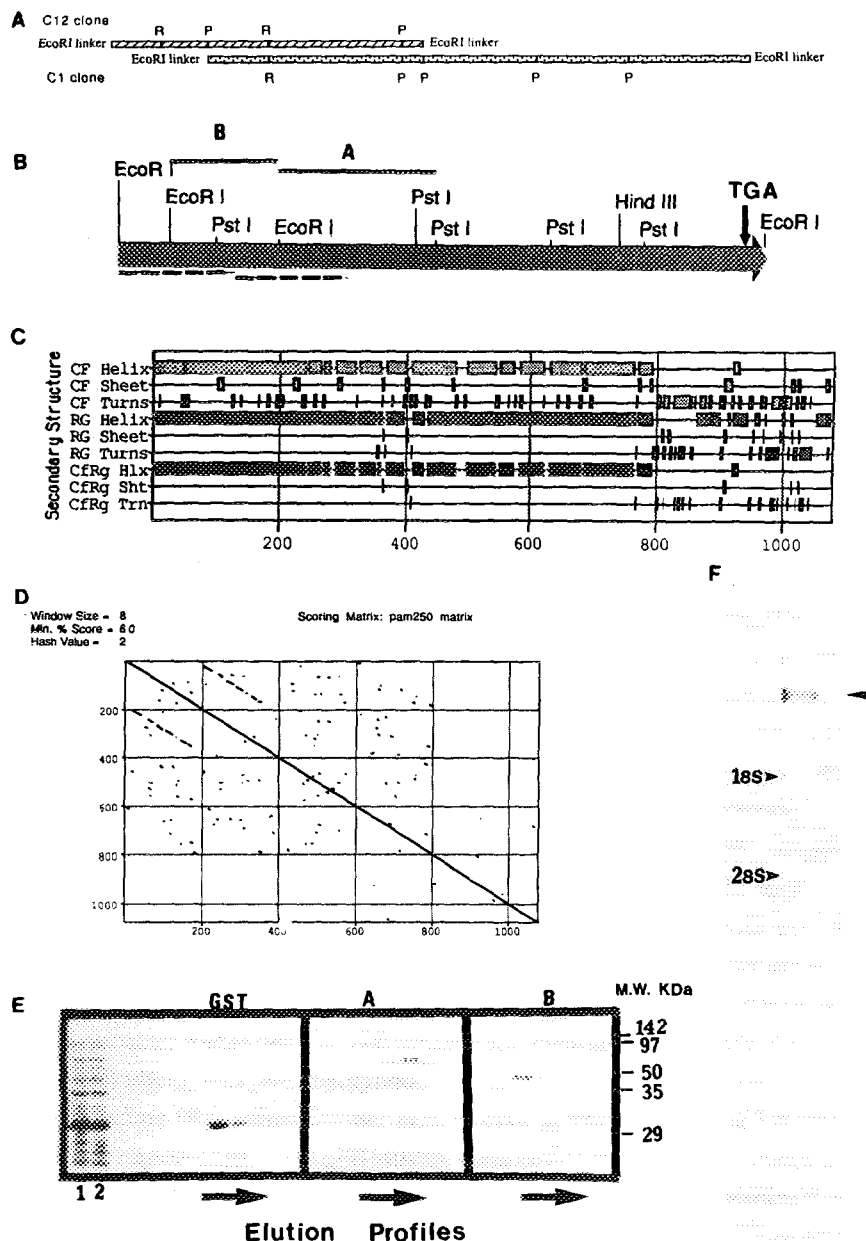 A
C12 clone
R P R P
EcoRI linker EcoRI linker
EcoRI linker EcoRI linker
C1 clone R P P P P
B
B
A
EcoR I
EcoR I
Pst I
EcoR I
Pst I
Pst I
Pst I
Hind III
Pst I
TGA
EcoR I
C
Secondary Structure
CF Helix
CF Sheet
CF Turns
RG Helix
RG Sheet
RG Turns
CfRg Hlx
CfRg Sht
CfRg Trn
200 400 600 800 1000
F
D
Window Size = 8
Min. % Score = 60
Hash Value = 2
Scoring Matrix: pam250 matrix
200
400
600
800
1000
200 600 800 1000
18S
28S
E
GST A B M.W. KDa
142
97
50
35
29
1 2
Elution Profiles